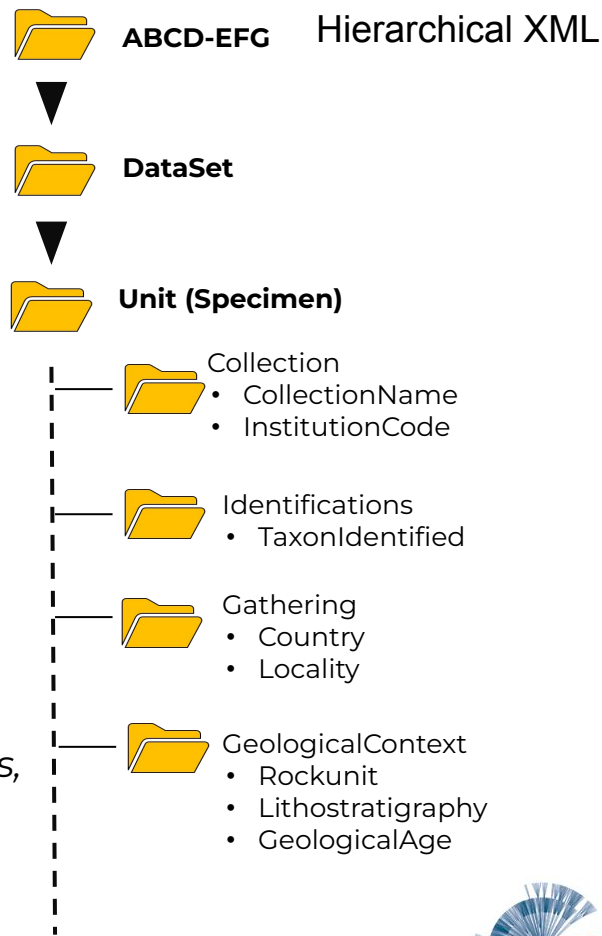 ABCD-EFG Hierarchical XML
DataSet
Unit (Specimen)
Collection
• CollectionName
• InstitutionCode
Identifications
• TaxonIdentified
Gathering
• Country
• Locality
GeologicalContext
• Rockunit
• Lithostratigraphy
• GeologicalAge